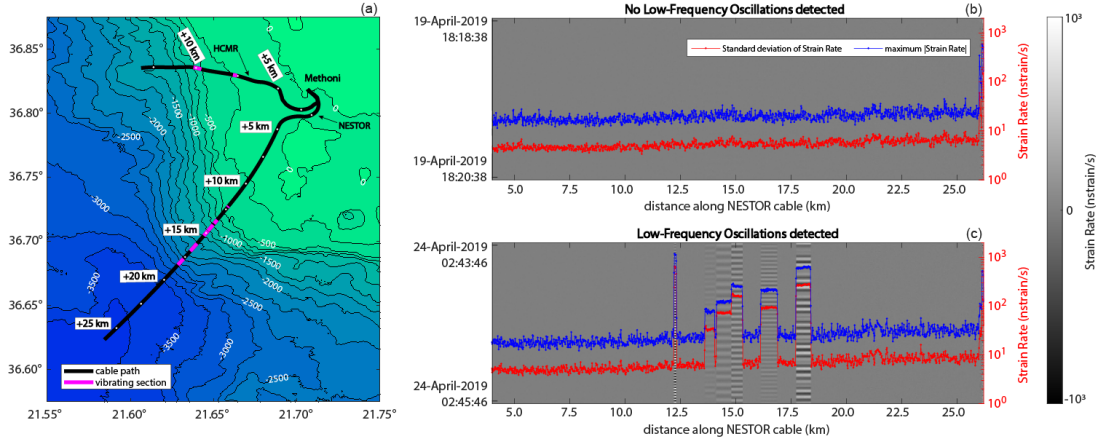 (a)
36.85°
36.80°
36.75°
36.70°
36.65°
36.60°
21.55°
21.60°
21.65°
21.70°
21.75°
+10 km
HCMR
+5 km
Methoni
NESTOR
+5 km
+10 km
+15 km
+20 km
+25 km
-500
-1000
-1500
-2000
-2500
-3000
-3500
-1000
-500
-1500
-2000
-2500
-3500
-3000
-2500
cable path
vibrating section
No Low-Frequency Oscillations detected
(b)
19-April-2019
18:18:38
19-April-2019
18:20:38
Standard deviation of Strain Rate
maximum |Strain Rate|
10³
10²
10¹
10⁰
Strain Rate (nstrain/s)
5.0 7.5 10.0 12.5 15.0 17.5 20.0 22.5 25.0
distance along NESTOR cable (km)
Low-Frequency Oscillations detected
(c)
24-April-2019
02:43:46
24-April-2019
02:45:46
10³
10²
10¹
10⁰
Strain Rate (nstrain/s)
5.0 7.5 10.0 12.5 15.0 17.5 20.0 22.5 25.0
distance along NESTOR cable (km)
10³
0
-10³
Strain Rate (nstrain/s)